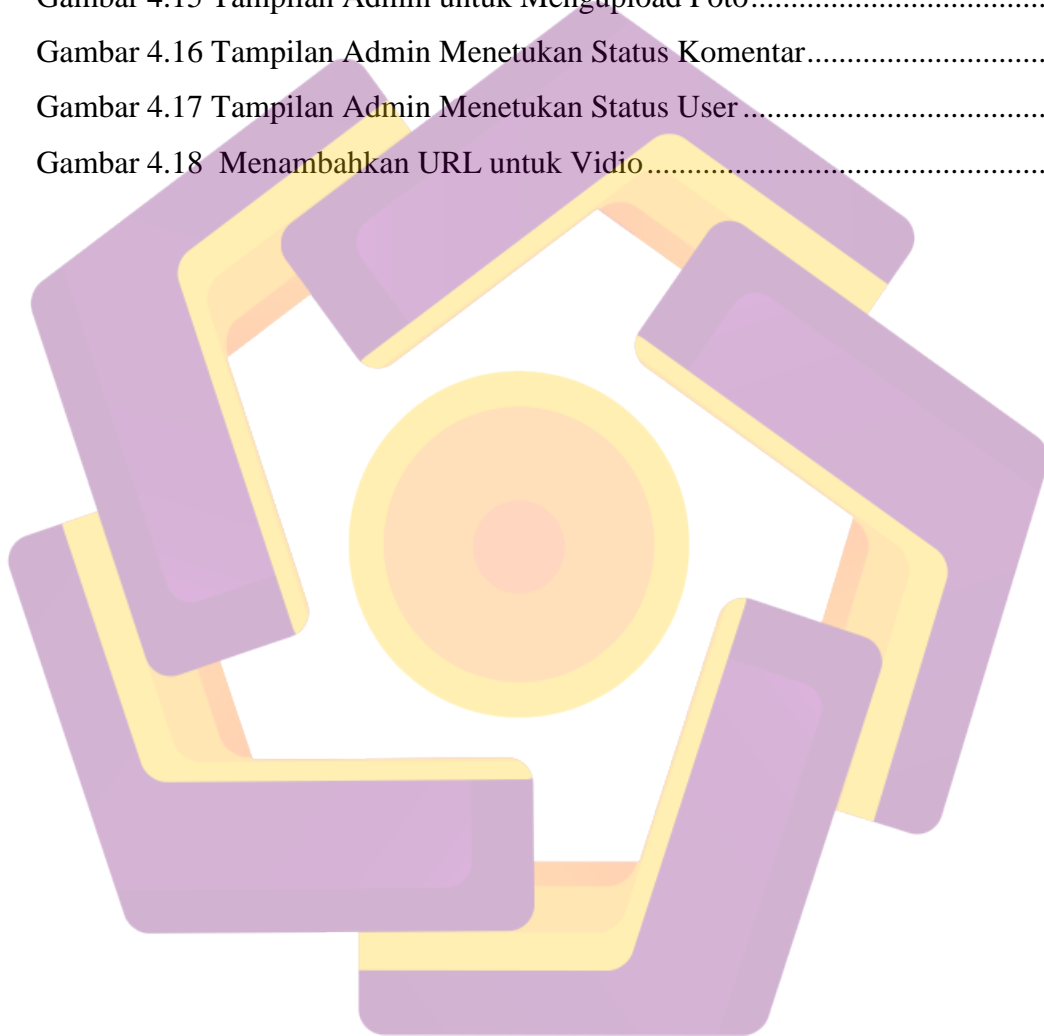 Gambar 4.15 Tampilan Admin untuk Mengupload Foto................................
Gambar 4.16 Tampilan Admin Menetukan Status Komentar..........................
Gambar 4.17 Tampilan Admin Menetukan Status User..................................
Gambar 4.18  Menambahkan URL untuk Vidio..............................................